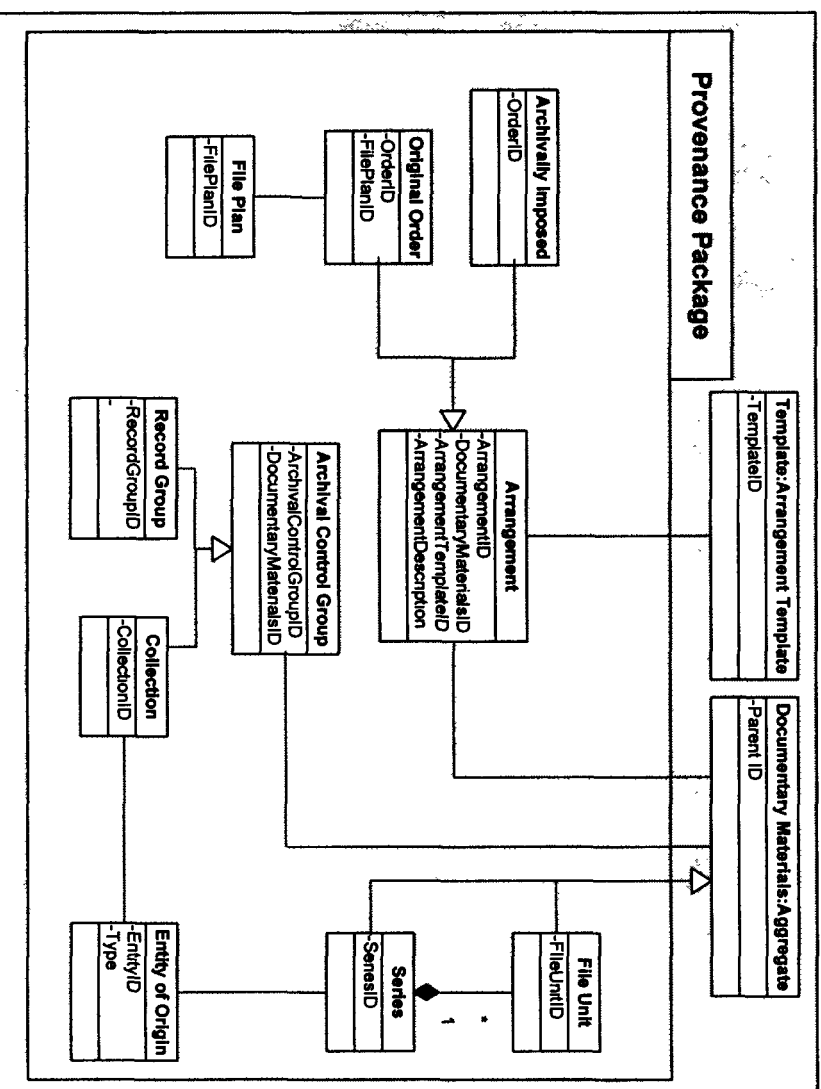 Provenance Package
Template:Arrangement Template
-TemplateID
Documentary Materials:Aggregate
-Parent ID
Archivally Imposed
-OrderID
Original Order
-OrderID
-FilePlanID
File Plan
-FilePlanID
Arrangement
-ArrangementID
-DocumentaryMaterialsID
-ArrangementTemplateID
-ArrangementDescription
Archival Control Group
-ArchivalControlGroupID
-DocumentaryMaterialsID
Record Group
-RecordGroupID
-
Collection
-CollectionID
File Unit
-FileUnitID
*
1
Series
-SeriesID
Entity of Origin
-EntityID
-Type